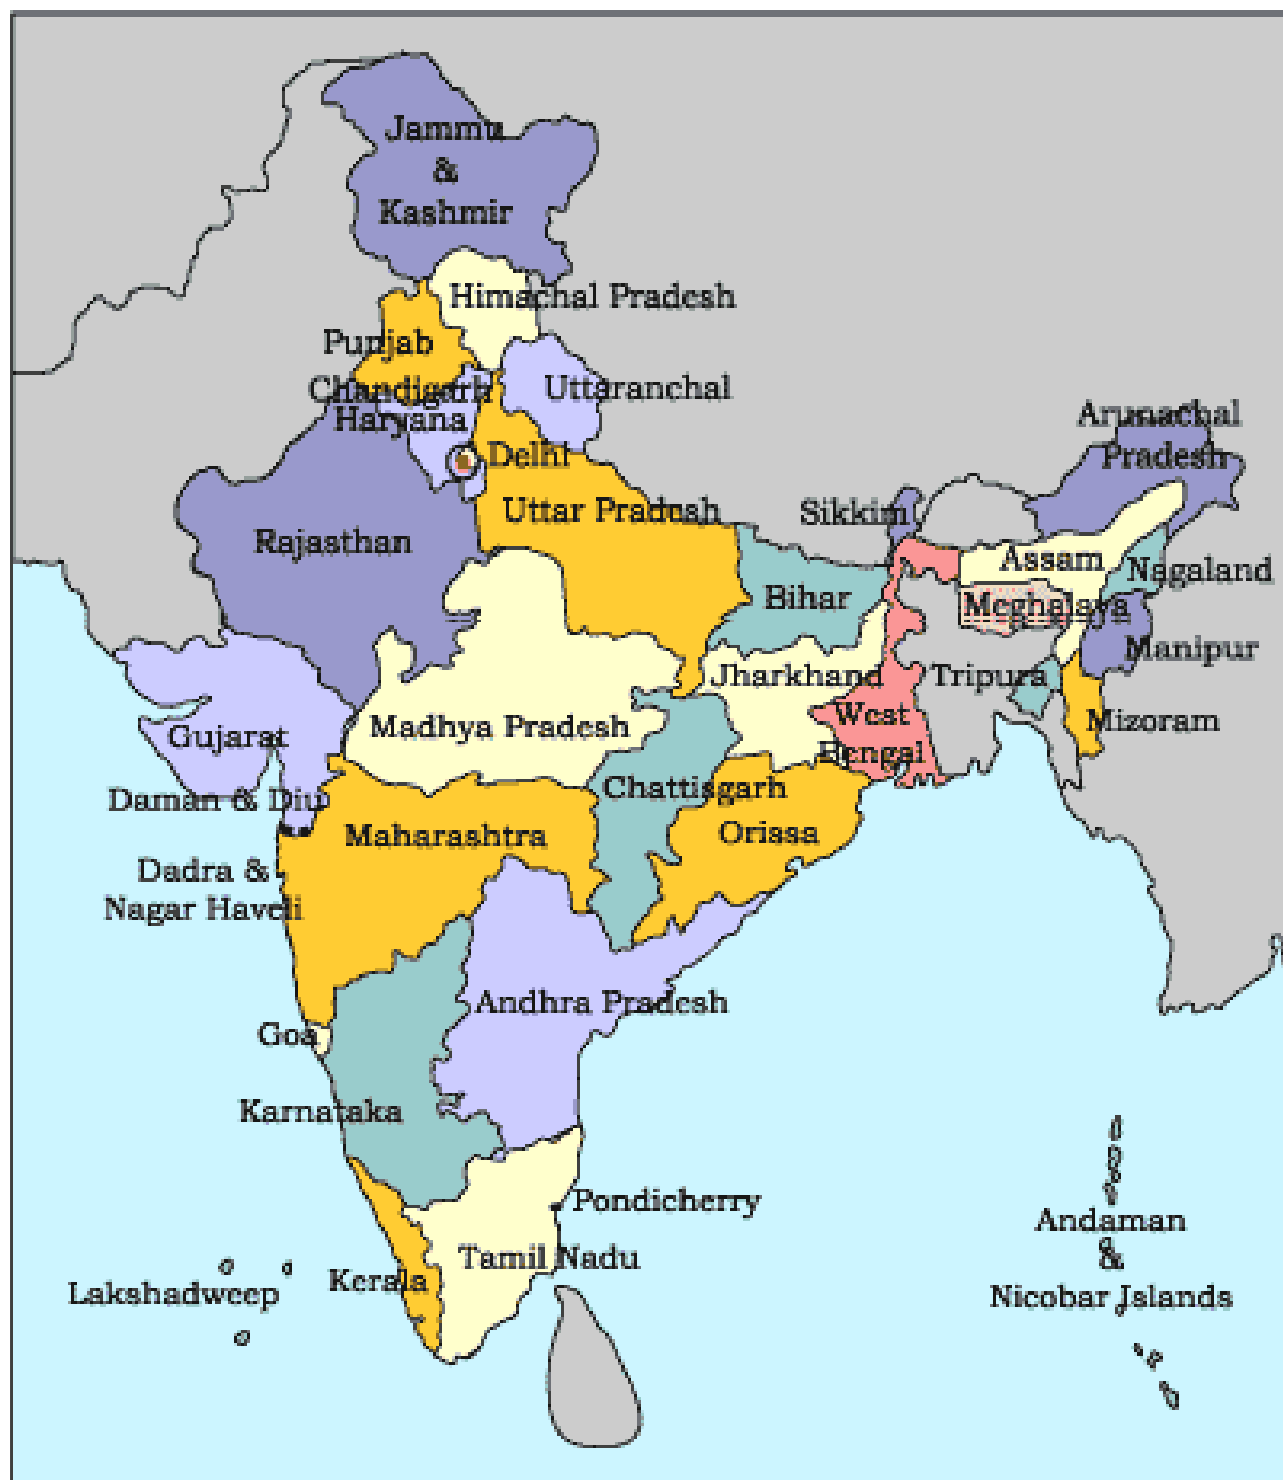 Jammu
&
Kashmir
Himachal Pradesh
Punjab
Chandigarh
Uttaranchal
Haryana
Arunachal
Pradesh
Delhi
Uttar Pradesh
Sikkim
Rajasthan
Assam
Nagaland
Bihar
Meghalaya
Manipur
Jharkhand
Tripura
West
Bengal
Mizoram
Madhya Pradesh
Gujarat
Chattisgarh
Daman & Diu
Maharashtra
Orissa
Dadra &
Nagar Haveli
Andhra Pradesh
Goa
Karnataka
Pondicherry
Andaman
&
Nicobar Islands
Tamil Nadu
Kerala
Lakshadweep